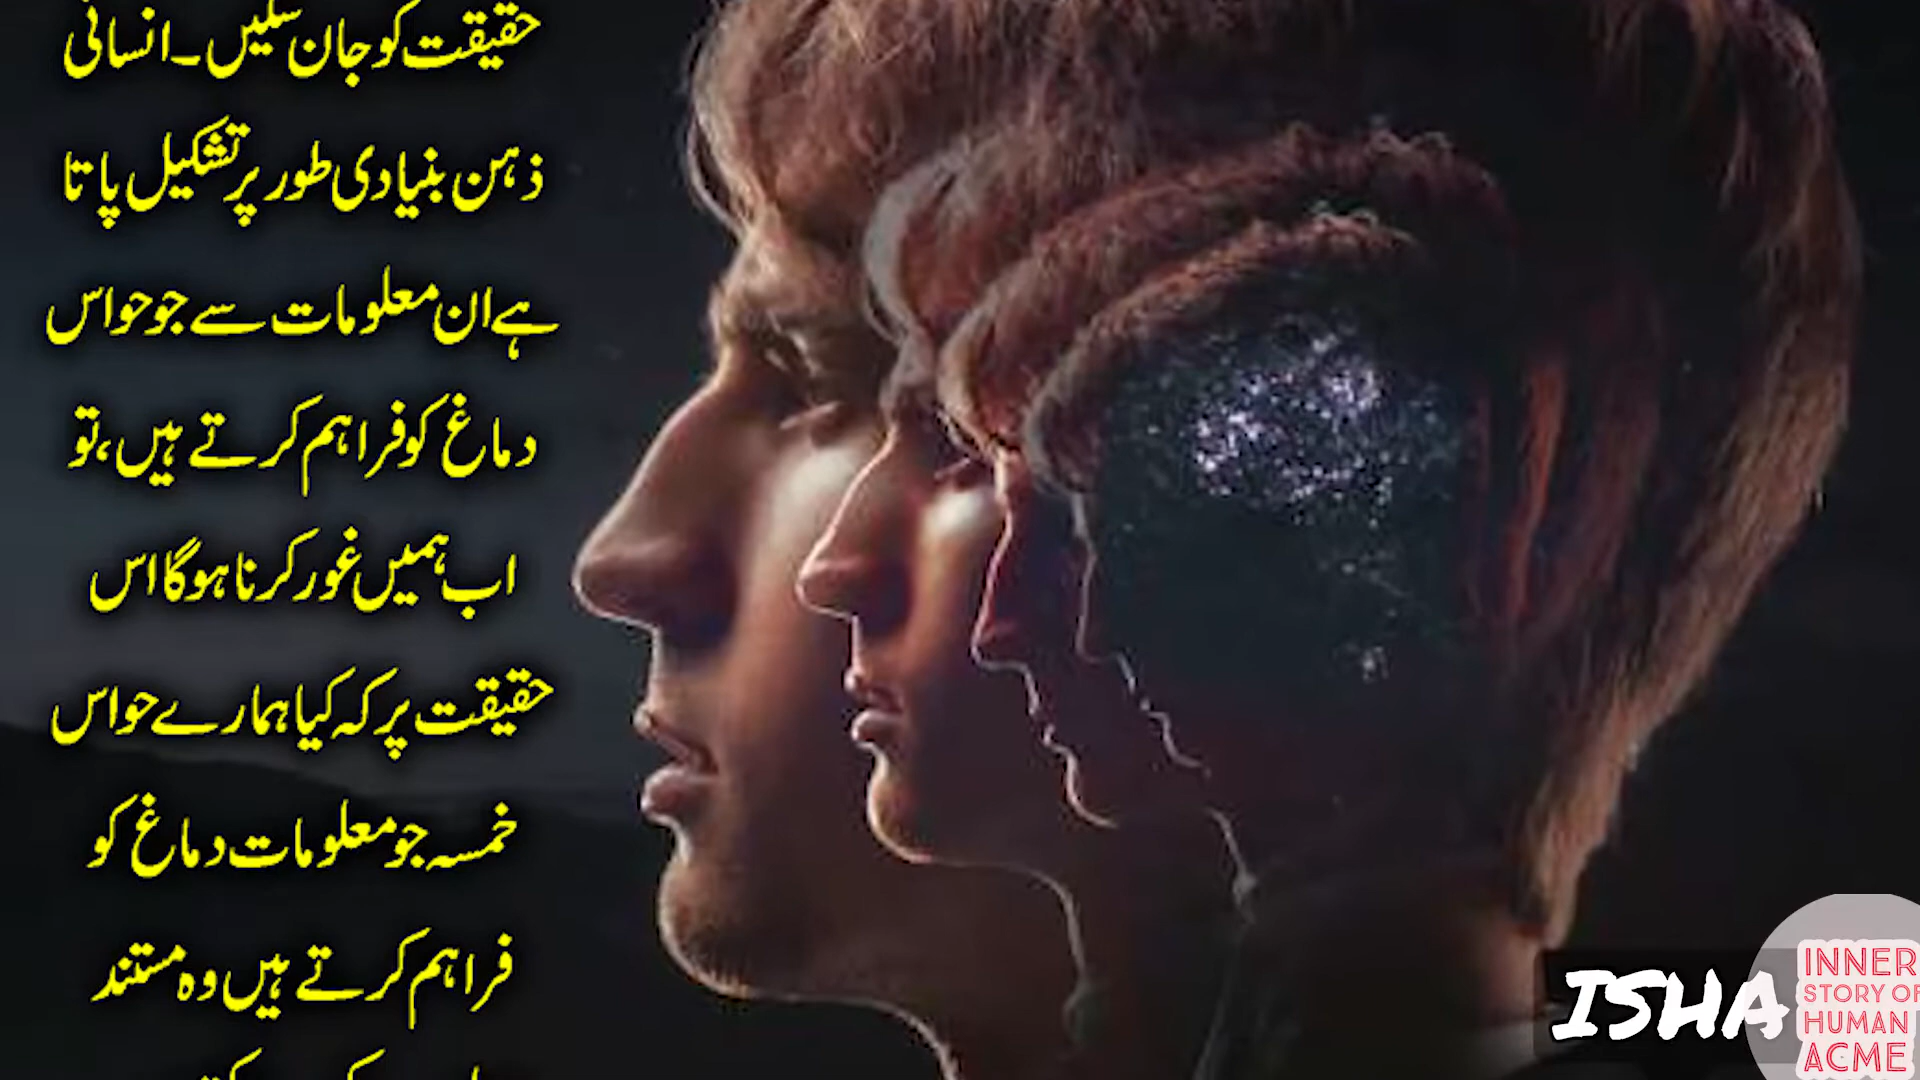 حقیقت کو جان سکیں۔ انسانی
ذہن بنیادی طور پر تشکیل پاتا
ہے ان معلومات سے جو حواس
دماغ کو فراہم کرتے ہیں، تو
اب ہمیں غور کرنا ہوگا اس
حقیقت پر کہ کیا ہمارے حواس
خمسہ جو معلومات دماغ کو
فراہم کرتے ہیں وہ مستند
ISHA
INNER
STORY OF
HUMAN
ACME